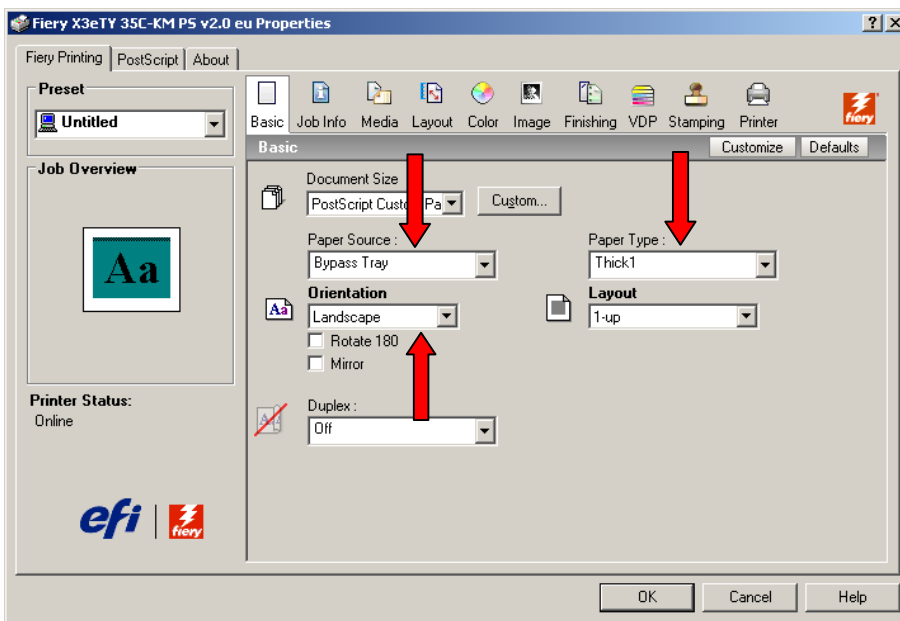 Fiery X3eTY 35C-KM PS v2.0 eu Properties
Fiery Printing PostScript About
Preset
Untitled
Basic Job Info Media Layout Color Image Finishing VDP Stamping Printer
fiery
Basic Customize Defaults
Job Overview
Aa
Document Size
PostScript Custo Pa Custom...
Paper Source : Paper Type :
Bypass Tray Thick1
Orientation Layout
Aa Landscape 1-up
Rotate 180
Mirror
Printer Status:
Online
Duplex :
Off
efi fiery
OK Cancel Help